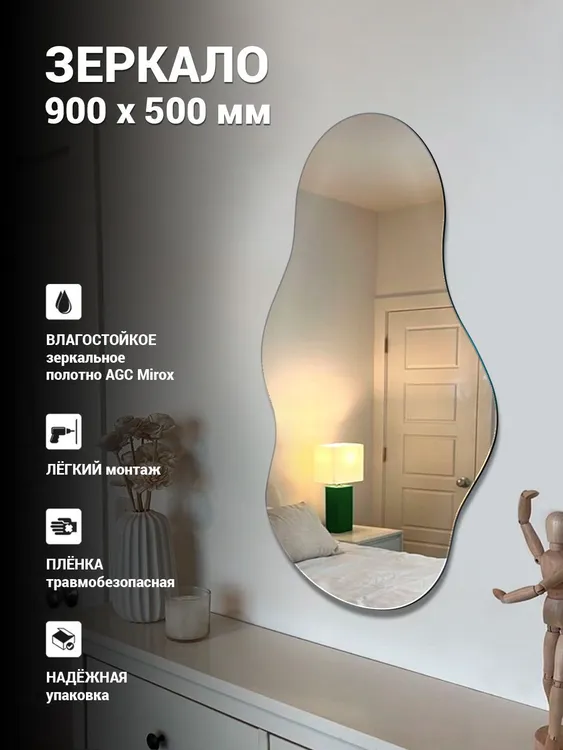 ЗЕРКАЛО
900 x 500 мм
ВЛАГОСТОЙКОЕ
зеркальное
полотно AGC Mirox
ЛЁГКИЙ монтаж
ПЛЁНКА
травмобезопасная
НАДЁЖНАЯ
упаковка